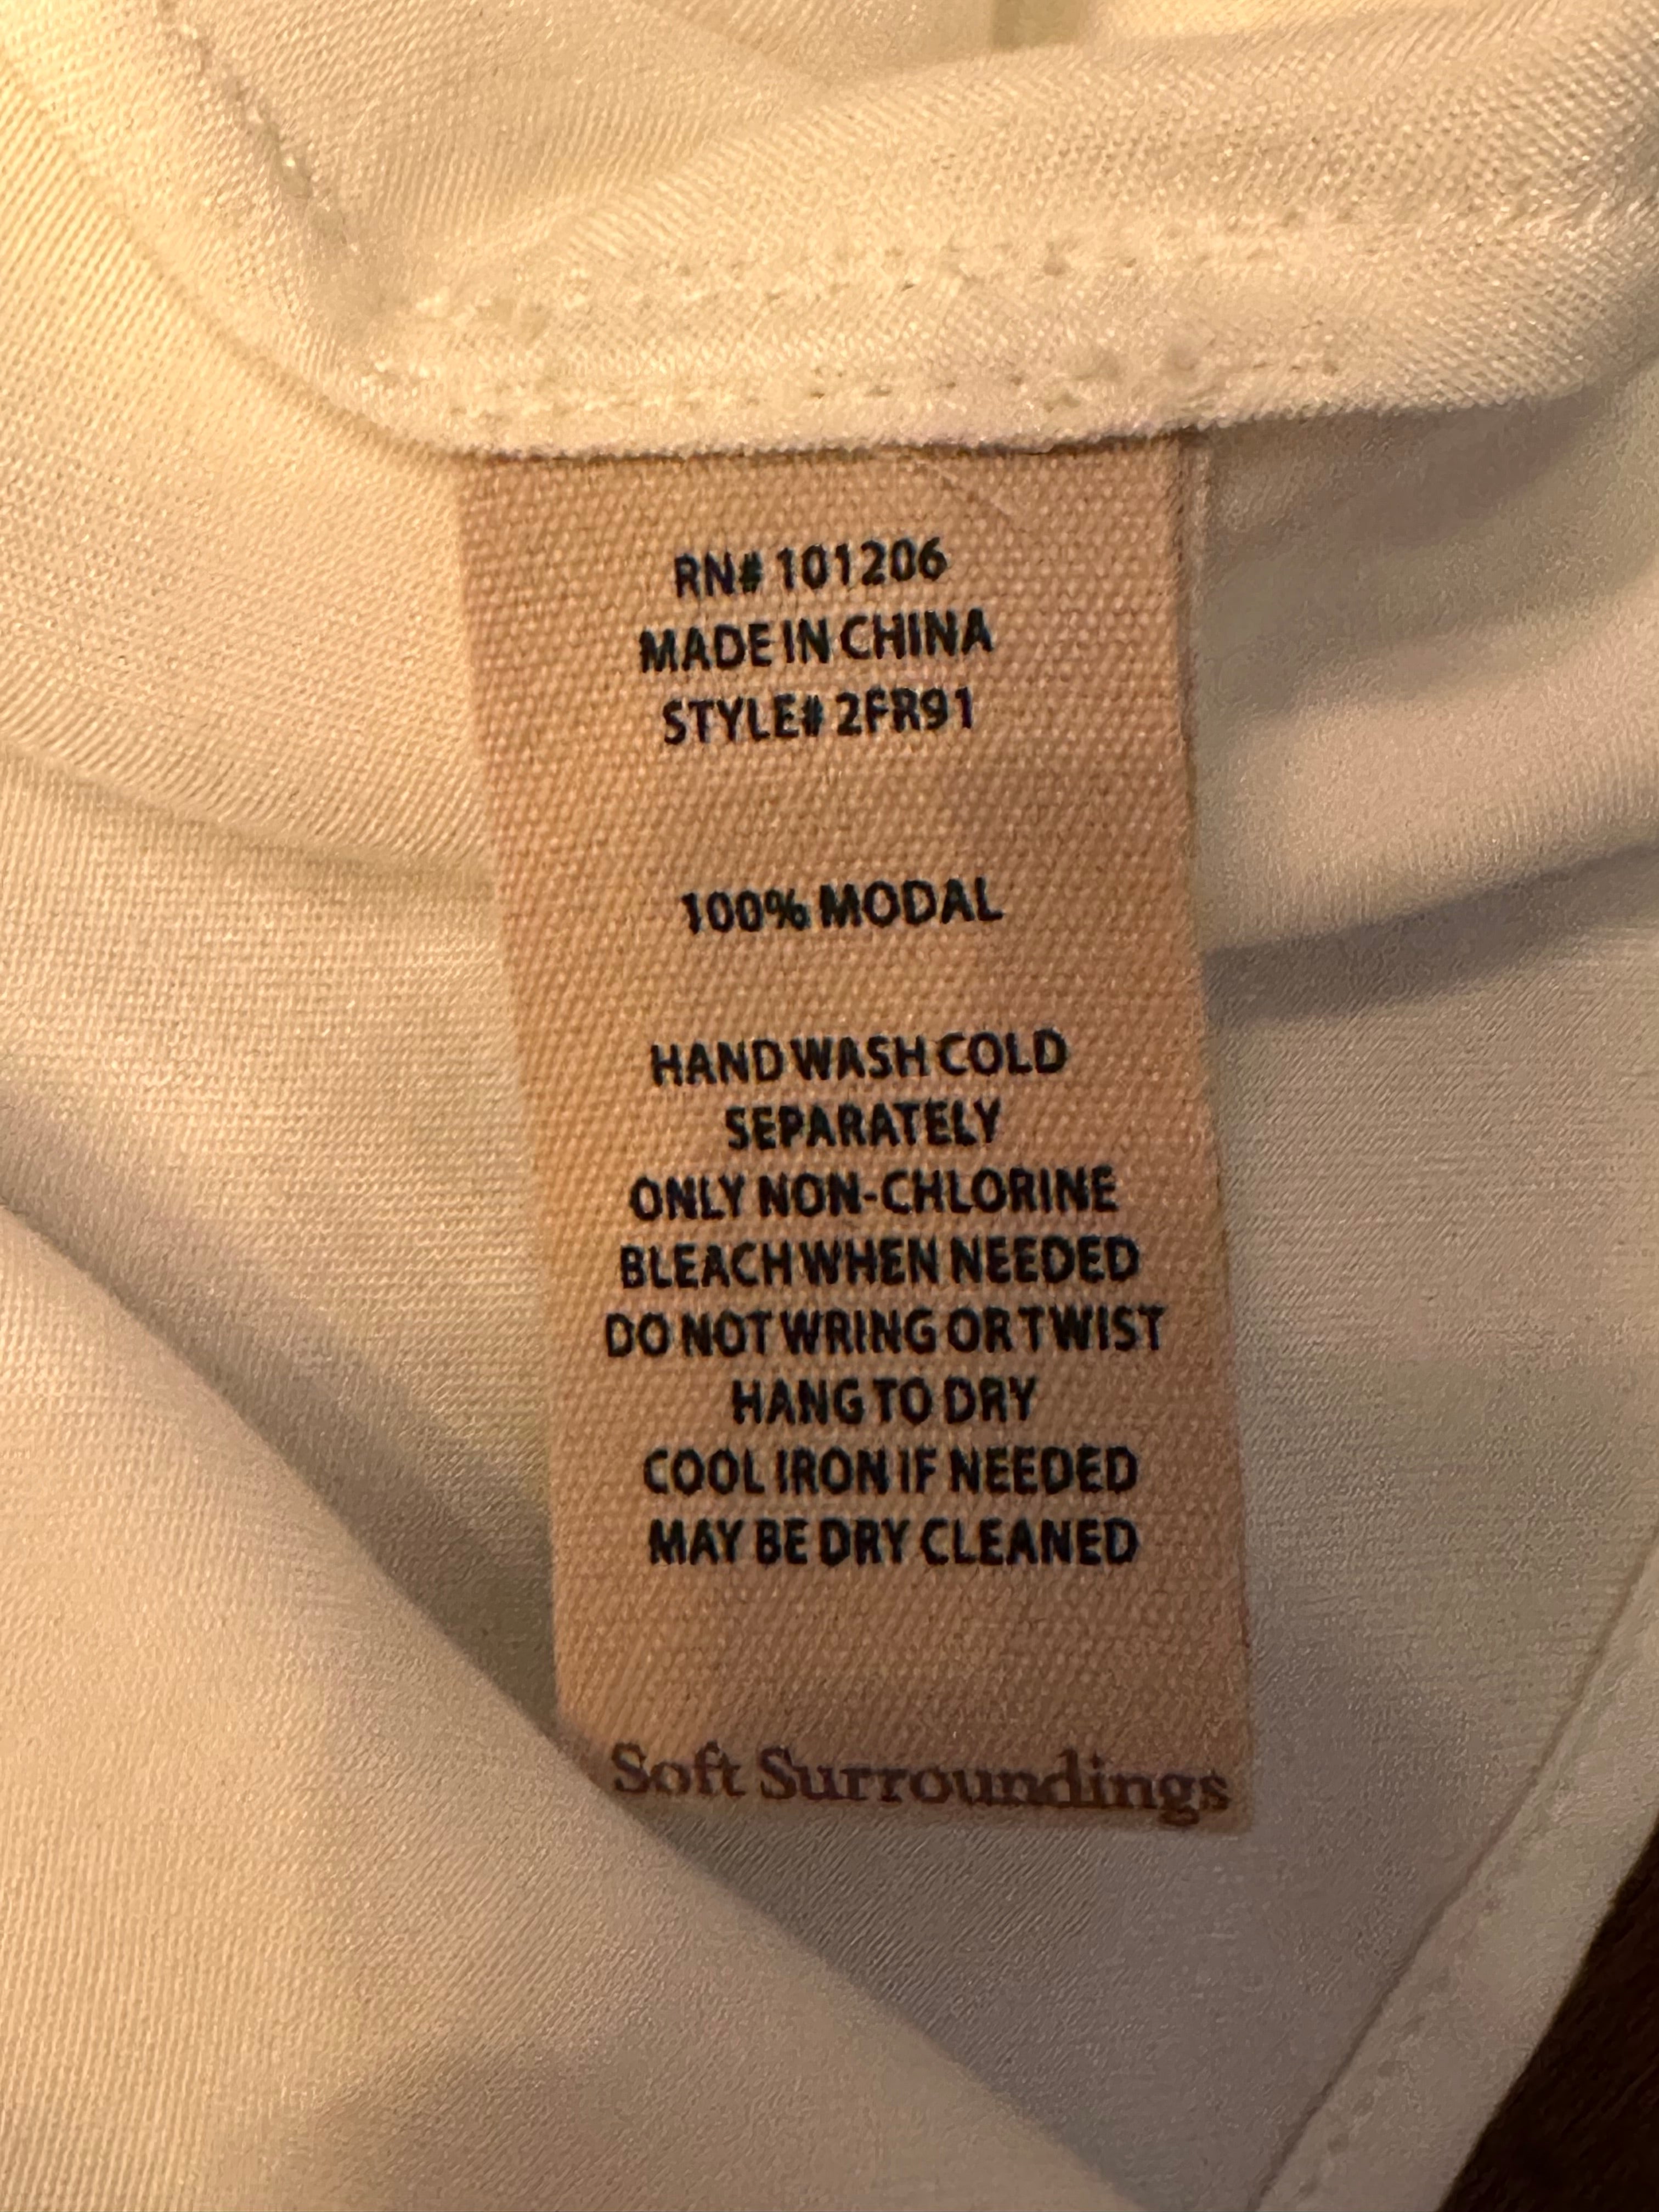 RN# 101206
MADE IN CHINA
STYLE# 2FR91
100% MODAL
HAND WASH COLD
SEPARATELY
ONLY NON-CHLORINE
BLEACH WHEN NEEDED
DO NOT WRING OR TWIST
HANG TO DRY
COOL IRON IF NEEDED
MAY BE DRY CLEANED
Soft Surroundings